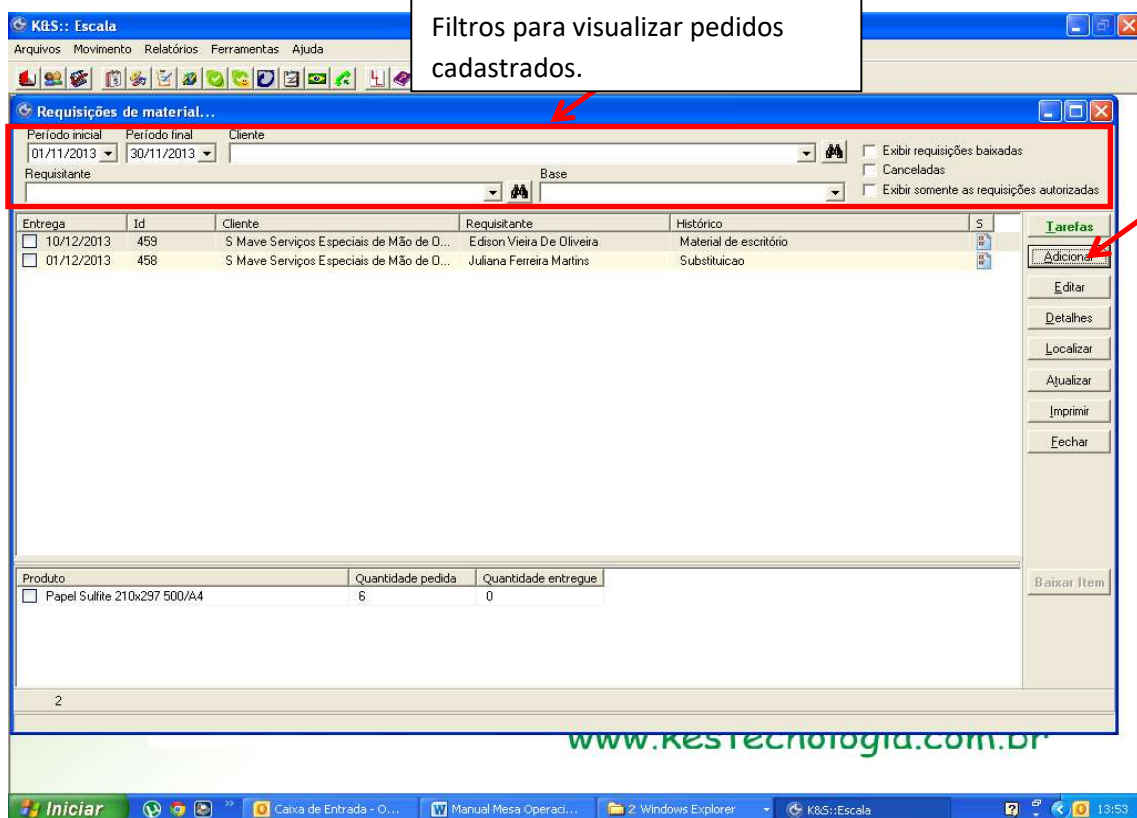 K&S:: Escala
Filtros para visualizar pedidos
cadastrados.
Arquivos Movimento Relatórios Ferramentas Ajuda
Requisições de material...
Período inicial Período final Cliente
01/11/2013 30/11/2013
Exibir requisições baixadas
Canceladas
Exibir somente as requisições autorizadas
Requisitante Base
Entrega Id Cliente Requisitante Histórico S
10/12/2013 459 S Mave Serviços Especiais de Mão de O... Edison Vieira De Oliveira Material de escritório
01/12/2013 458 S Mave Serviços Especiais de Mão de O... Juliana Ferreira Martins Substituicao
Tarefas
Adicionar
Editar
Detalhes
Localizar
Atualizar
Imprimir
Fechar
Produto Quantidade pedida Quantidade entregue
Papel Sulfite 210x297 500/A4 6 0
Baixar Item
2
www.kestecnologia.com.br
Iniciar Caixa de Entrada - O... Manual Mesa Operaci... 2 Windows Explorer K&S::Escala 13:53